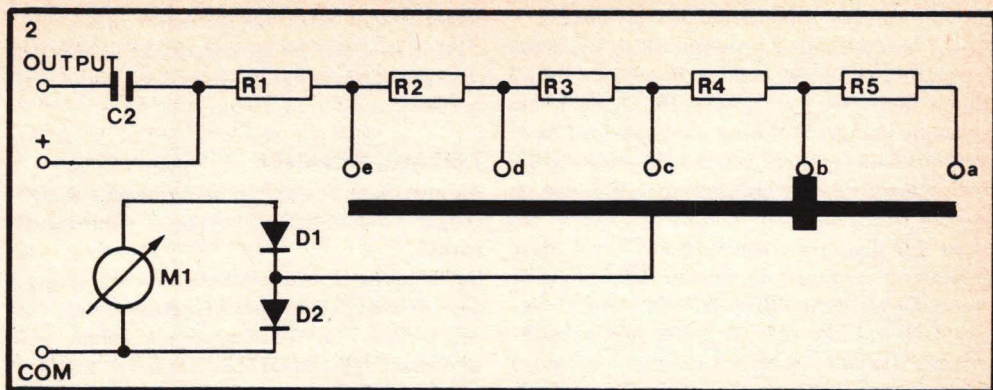 2
OUTPUT
C2
R1 R2 R3 R4 R5
+
e d c b a
D1
M1
D2
COM